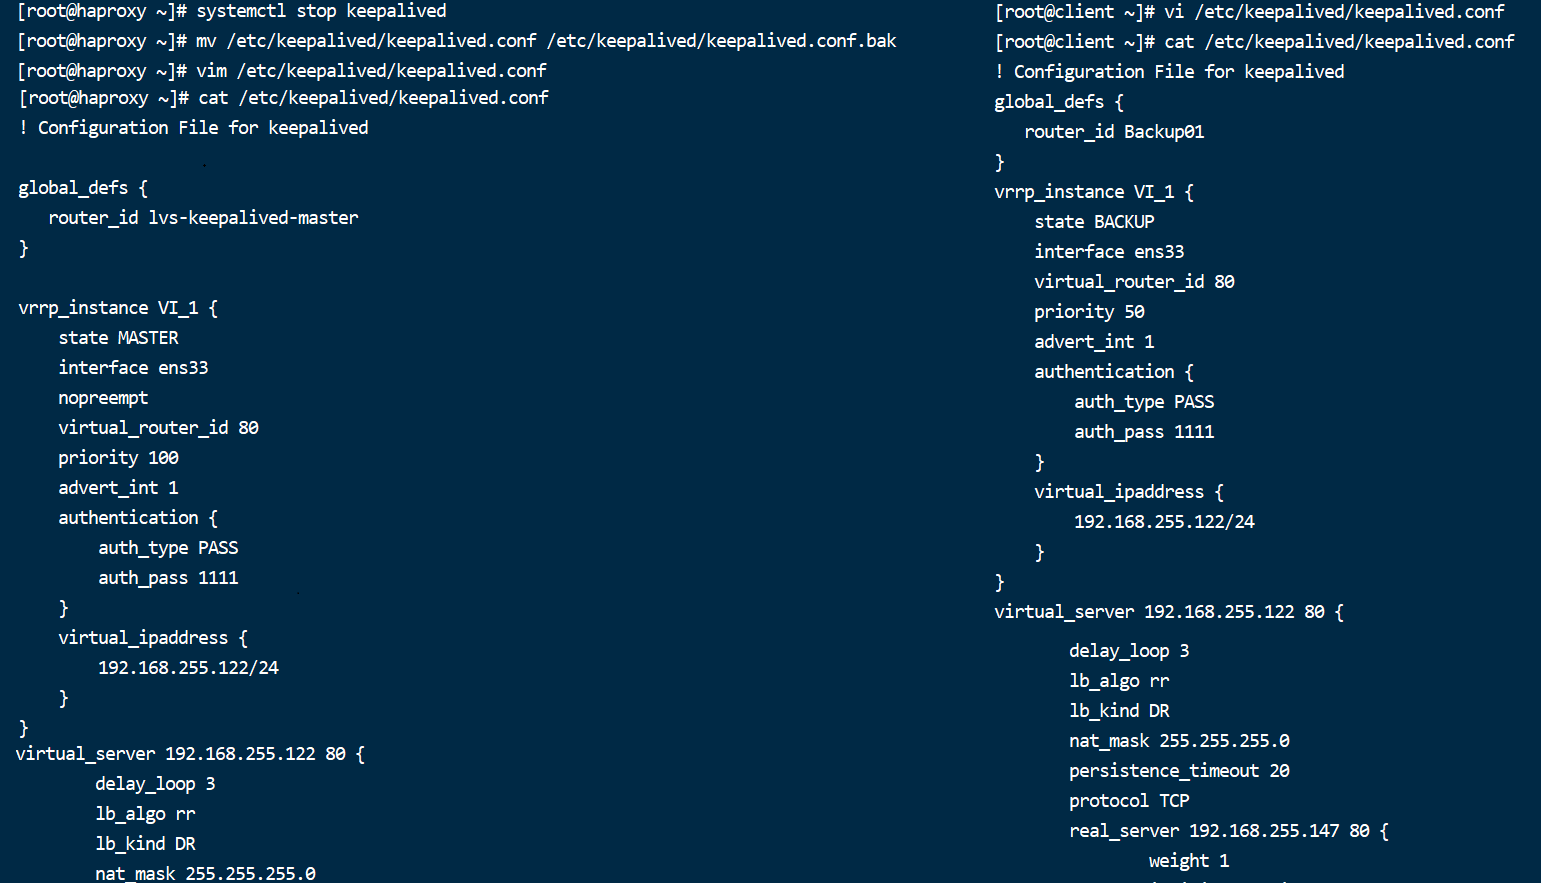 [root@haproxy ~]# systemctl stop keepalived
[root@haproxy ~]# mv /etc/keepalived/keepalived.conf /etc/keepalived/keepalived.conf.bak
[root@haproxy ~]# vim /etc/keepalived/keepalived.conf
[root@haproxy ~]# cat /etc/keepalived/keepalived.conf
! Configuration File for keepalived
global_defs {
router_id lvs-keepalived-master
}
vrrp_instance VI_1 {
state MASTER
interface ens33
nopreempt
virtual_router_id 80
priority 100
advert_int 1
authentication {
auth_type PASS
auth_pass 1111
}
virtual_ipaddress {
192.168.255.122/24
}
}
virtual_server 192.168.255.122 80 {
delay_loop 3
lb_algo rr
lb_kind DR
nat_mask 255.255.255.0
[root@client ~]# vi /etc/keepalived/keepalived.conf
[root@client ~]# cat /etc/keepalived/keepalived.conf
! Configuration File for keepalived
global_defs {
router_id Backup01
}
vrrp_instance VI_1 {
state BACKUP
interface ens33
virtual_router_id 80
priority 50
advert_int 1
authentication {
auth_type PASS
auth_pass 1111
}
virtual_ipaddress {
192.168.255.122/24
}
}
virtual_server 192.168.255.122 80 {
delay_loop 3
lb_algo rr
lb_kind DR
nat_mask 255.255.255.0
persistence_timeout 20
protocol TCP
real_server 192.168.255.147 80 {
weight 1